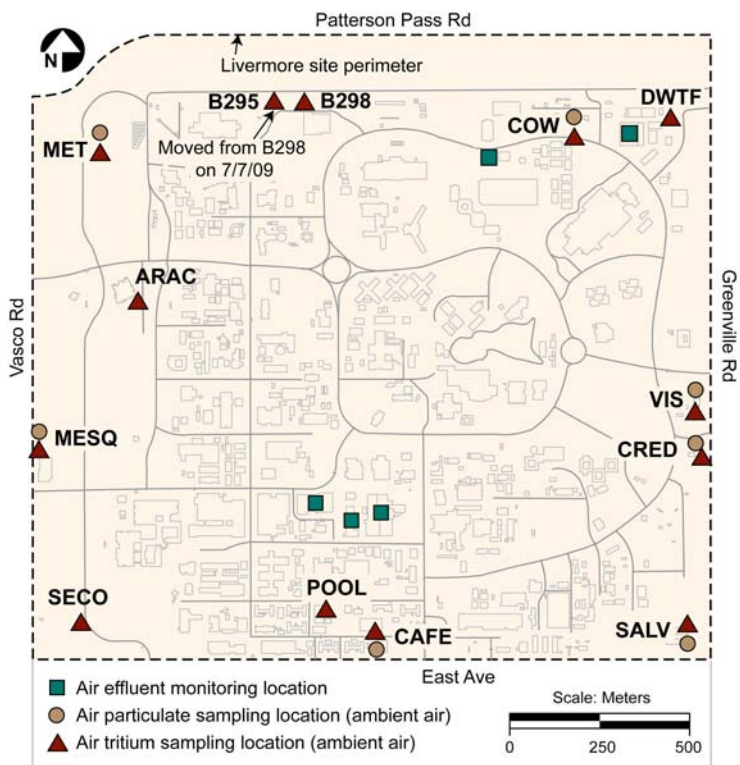 Patterson Pass Rd
N
Livermore site perimeter
B295
B298
Moved from B298
on 7/7/09
DWTF
COW
MET
ARAC
Vasco Rd
Greenville Rd
VIS
MESQ
CRED
SECO
POOL
CAFE
SALV
East Ave
Air effluent monitoring location
Air particulate sampling location (ambient air)
Air tritium sampling location (ambient air)
Scale: Meters
0 250 500